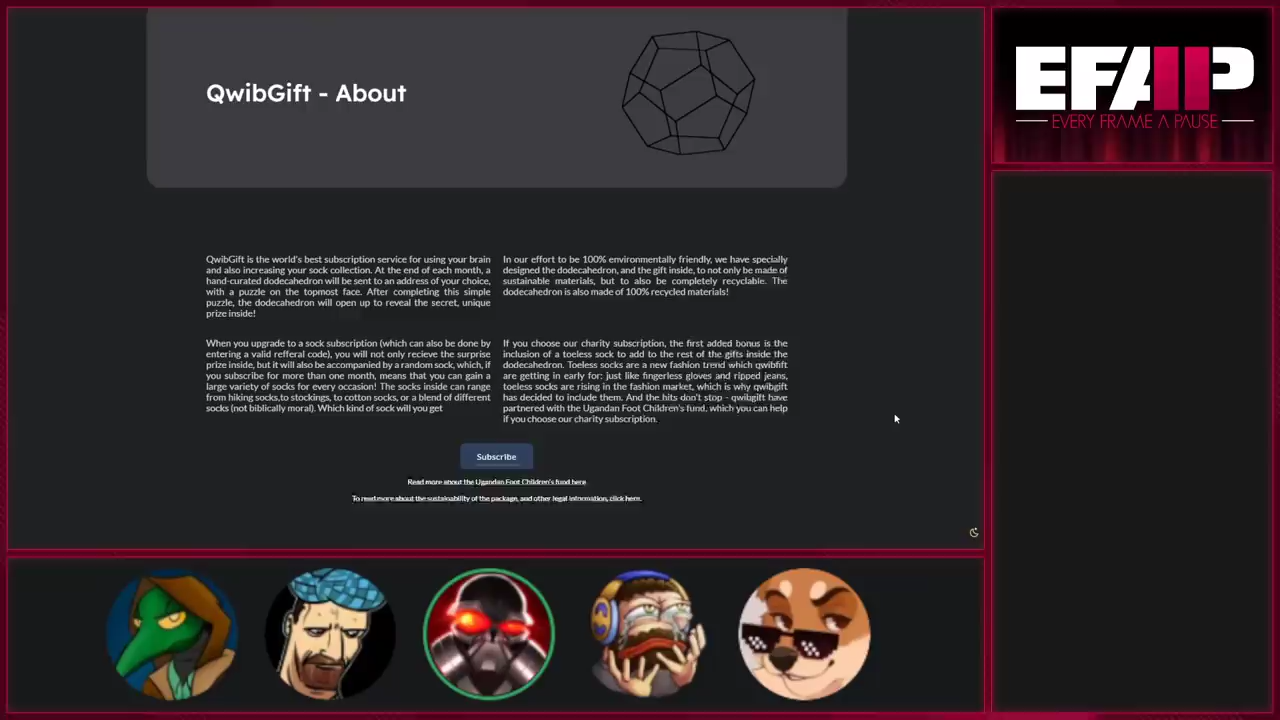 QwibGift - About
QwibGift is the world's best subscription service for using your brain
and also increasing your sock collection. At the end of each month, a
hand-curated dodecahedron will be sent to an address of your choice,
with a puzzle on the topmost face. After completing this simple
puzzle, the dodecahedron will open up to reveal the secret, unique
prize inside!
In our effort to be 100% environmentally friendly, we have specially
designed the dodecahedron, and the gift inside, to not only be made of
sustainable materials, but to also be completely recyclable. The
dodecahedron is also made of 100% recycled materials!
When you upgrade to a sock subscription (which can also be done by
entering a valid refferal code), you will not only recieve the surprise
prize inside, but it will also be accompanied by a random sock, which, if
you subscribe for more than one month, means that you can gain a
large variety of socks for every occasion! The socks inside can range
from hiking socks,to stockings, to cotton socks, or a blend of different
socks (not biblically moral). Which kind of sock will you get
If you choose our charity subscription, the first added bonus is the
inclusion of a toeless sock to add to the rest of the gifts inside the
dodecahedron. Toeless socks are a new fashion trend which qwibfift
are getting in early for: just like fingerless gloves and ripped jeans,
toeless socks are rising in the fashion market, which is why qwibgift
has decided to include them. And the hits don't stop - qwibgift have
partnered with the Ugandan Foot Children's fund, which you can help
if you choose our charity subscription.
Subscribe
Read more about the Ugandan Foot Children's fund here
To read more about the sustainability of the package, and other legal information, click here.
EFAP
EVERY FRAME A PAUSE